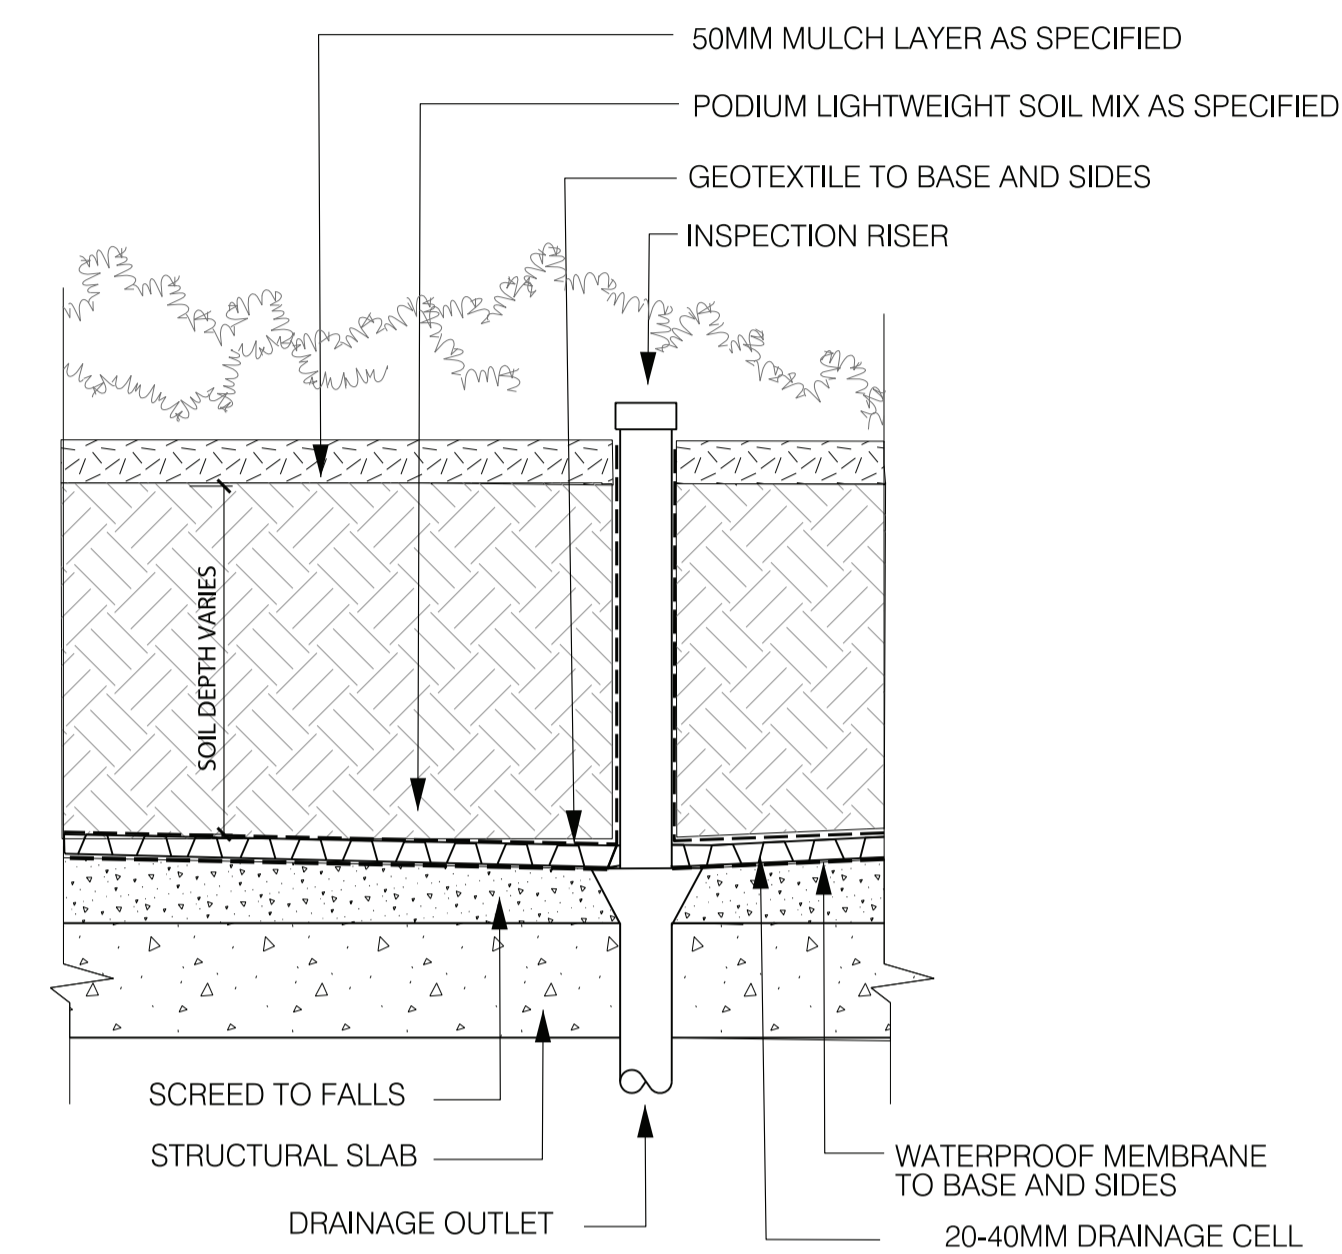 50MM MULCH LAYER AS SPECIFIED
PODIUM LIGHTWEIGHT SOIL MIX AS SPECIFIED
GEOTEXTILE TO BASE AND SIDES
INSPECTION RISER
SOIL DEPTH VARIES
SCREED TO FALLS
STRUCTURAL SLAB
DRAINAGE OUTLET
WATERPROOF MEMBRANE
TO BASE AND SIDES
20-40MM DRAINAGE CELL